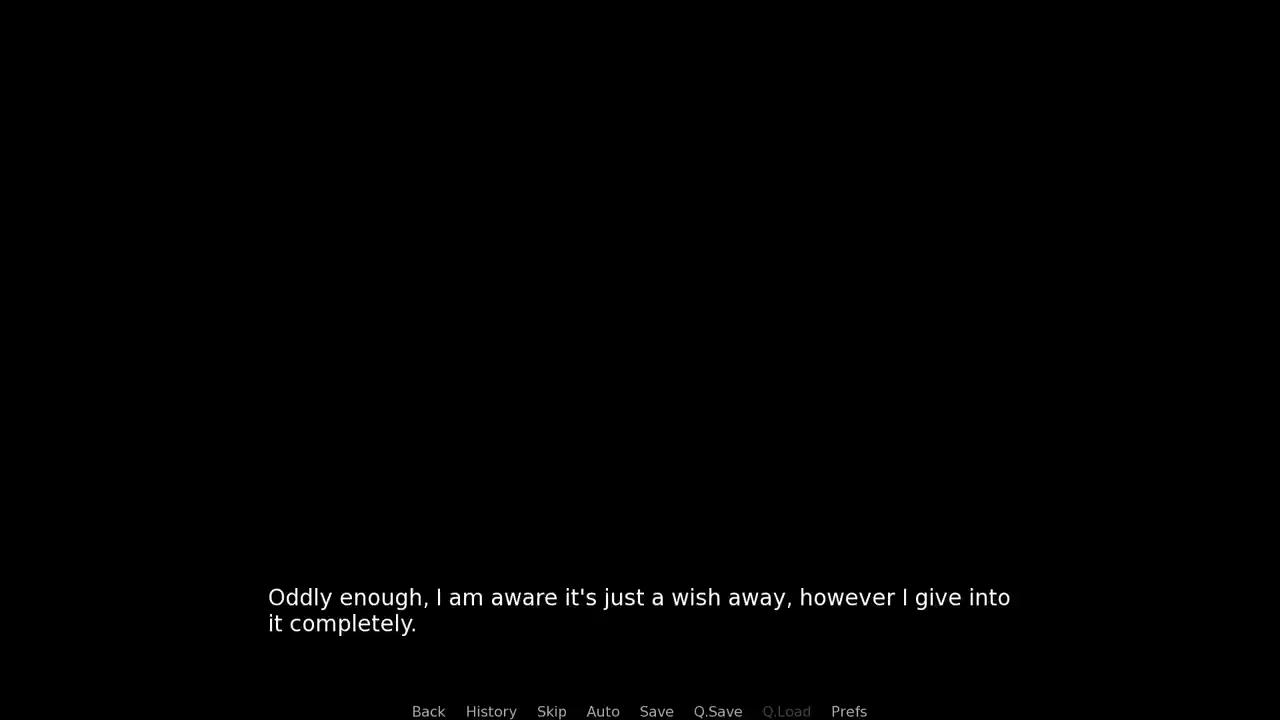 Oddly enough, I am aware it's just a wish away, however I give into
it completely.
Back History Skip Auto Save Q.Save Q.Load Prefs